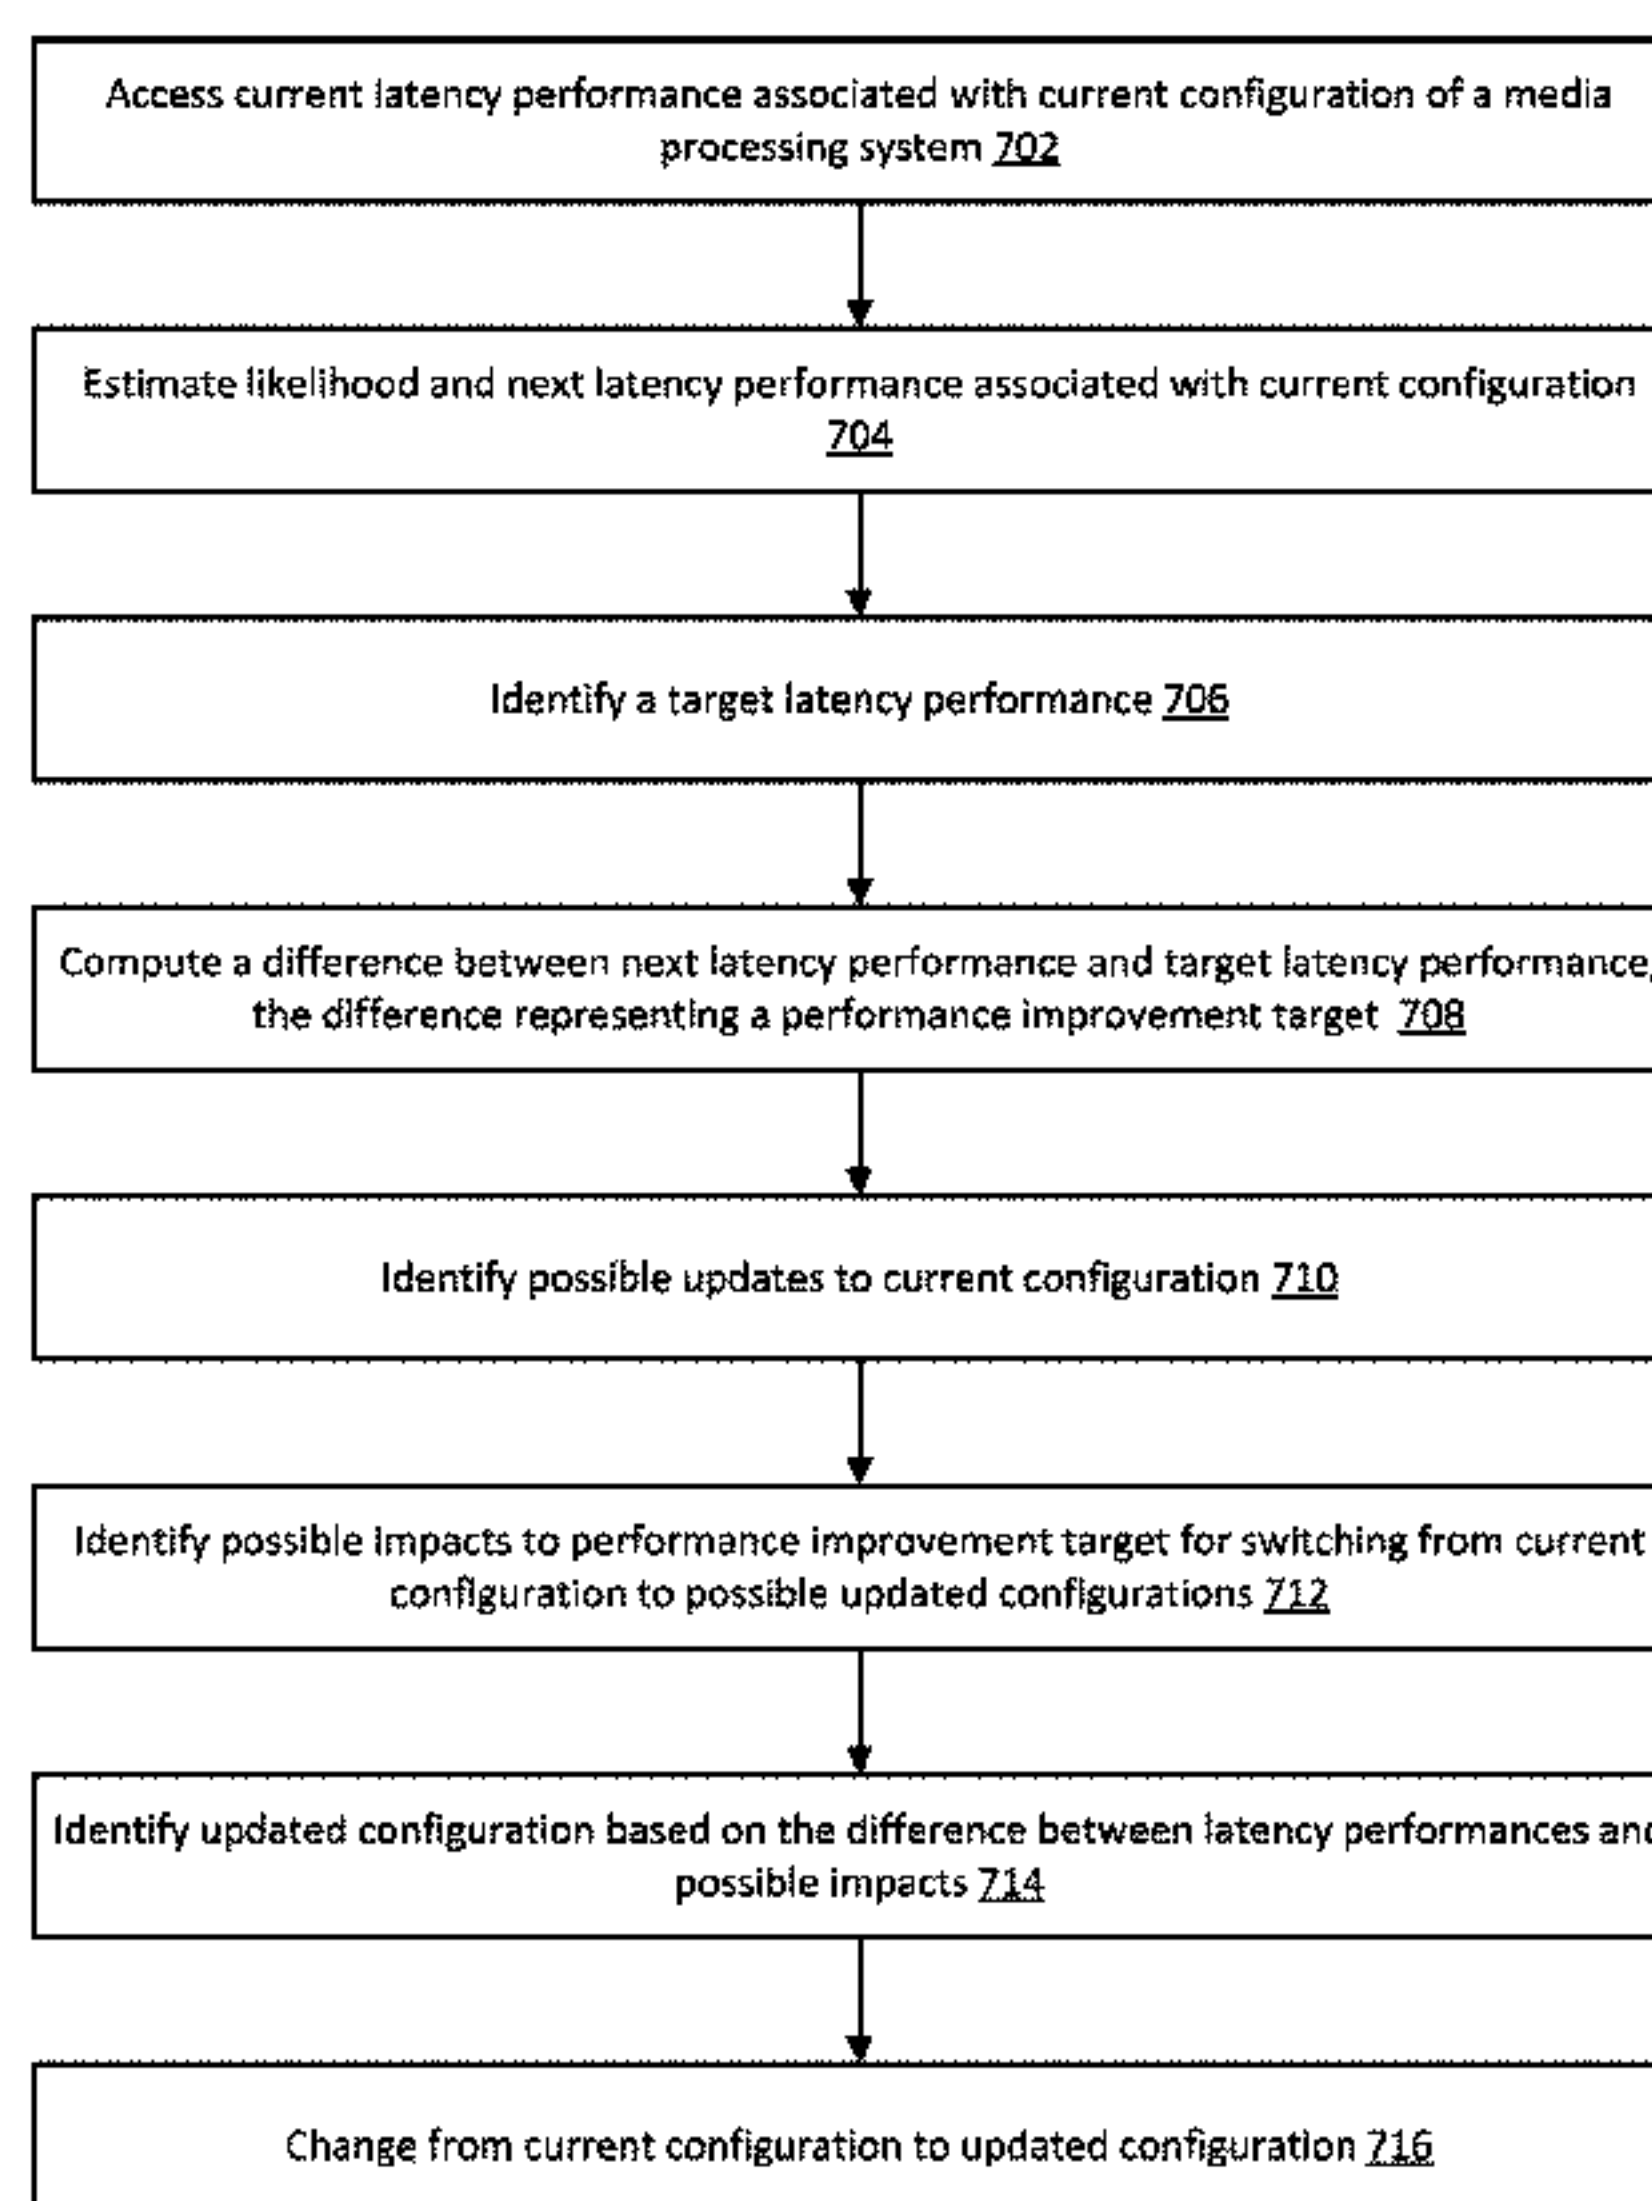 Access current latency performance associated with current configuration of a media
processing system 702
Estimate likelihood and next latency performance associated with current configuration
704
Identify a target latency performance 706
Compute a difference between next latency performance and target latency performance,
the difference representing a performance improvement target 708
Identify possible updates to current configuration 710
Identify possible impacts to performance improvement target for switching from current
configuration to possible updated configurations 712
Identify updated configuration based on the difference between latency performances and
possible impacts 714
Change from current configuration to updated configuration 716